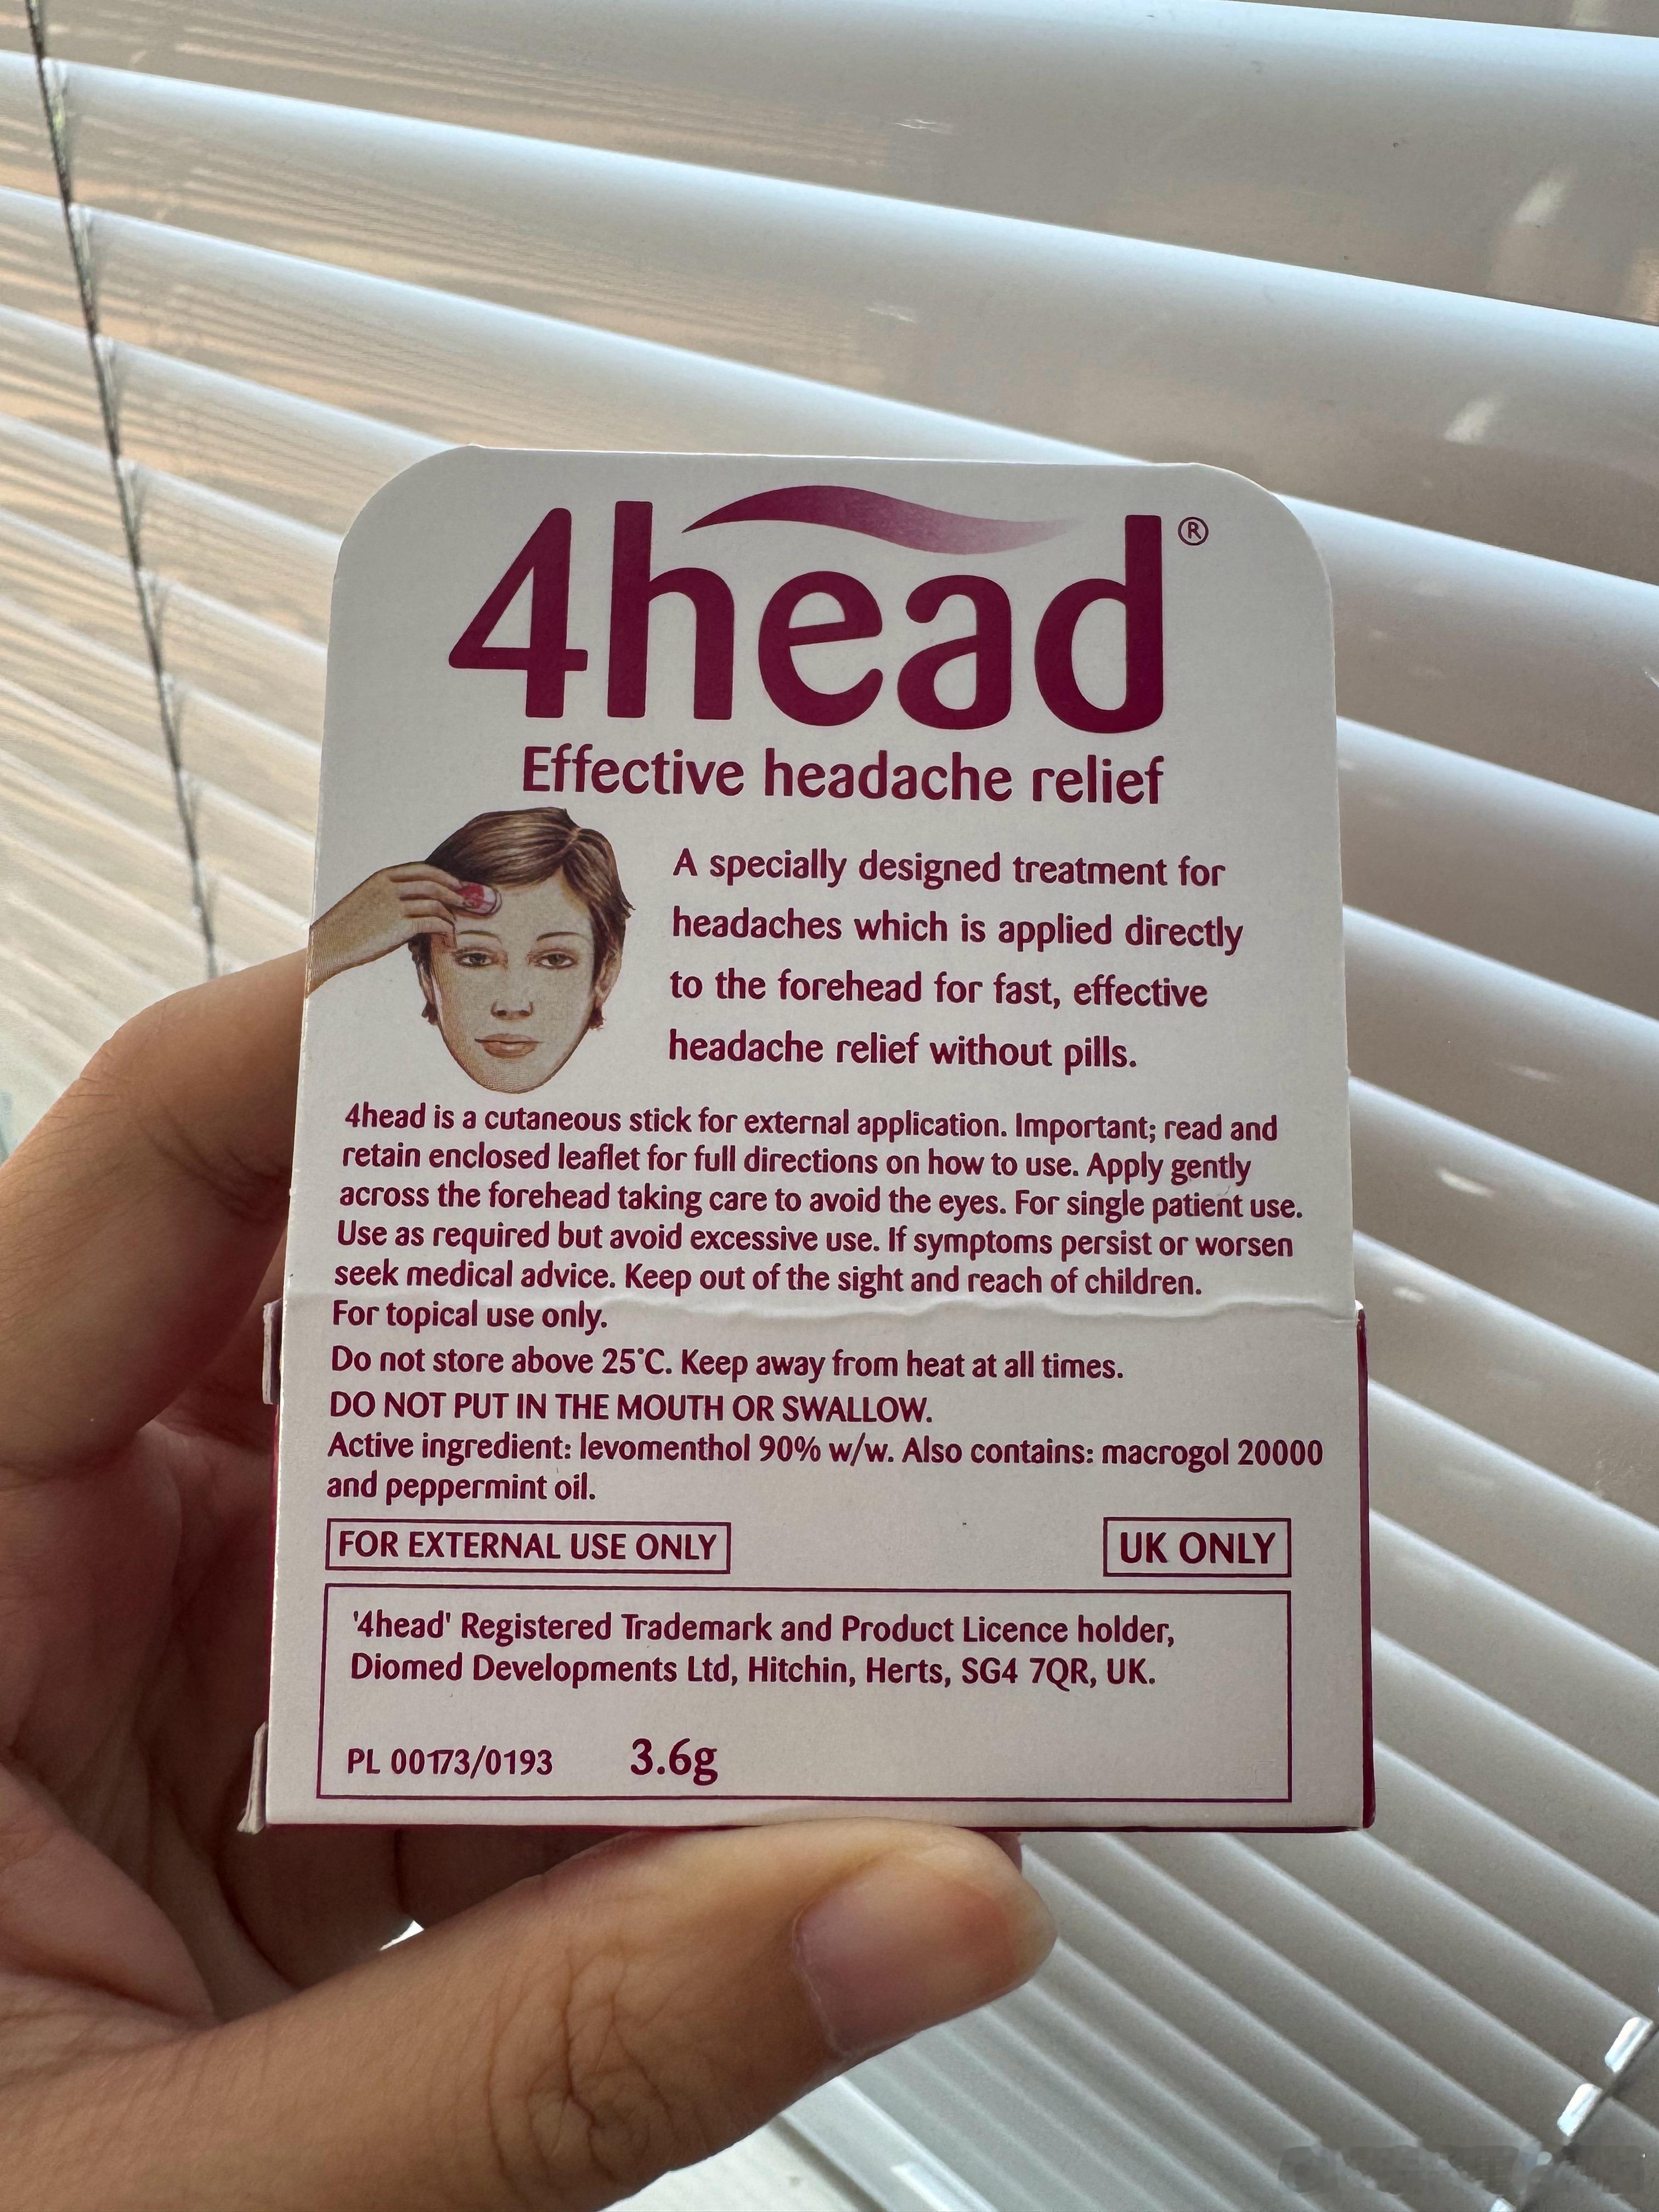 4head®
Effective headache relief
A specially designed treatment for
headaches which is applied directly
to the forehead for fast, effective
headache relief without pills.
4head is a cutaneous stick for external application. Important; read and
retain enclosed leaflet for full directions on how to use. Apply gently
across the forehead taking care to avoid the eyes. For single patient use.
Use as required but avoid excessive use. If symptoms persist or worsen
seek medical advice. Keep out of the sight and reach of children.
For topical use only.
Do not store above 25°C. Keep away from heat at all times.
DO NOT PUT IN THE MOUTH OR SWALLOW.
Active ingredient: levomenthol 90% w/w. Also contains: macrogol 20000
and peppermint oil.
FOR EXTERNAL USE ONLY
UK ONLY
'4head' Registered Trademark and Product Licence holder,
Diomed Developments Ltd, Hitchin, Herts, SG4 7QR, UK.
PL 00173/0193 3.6g